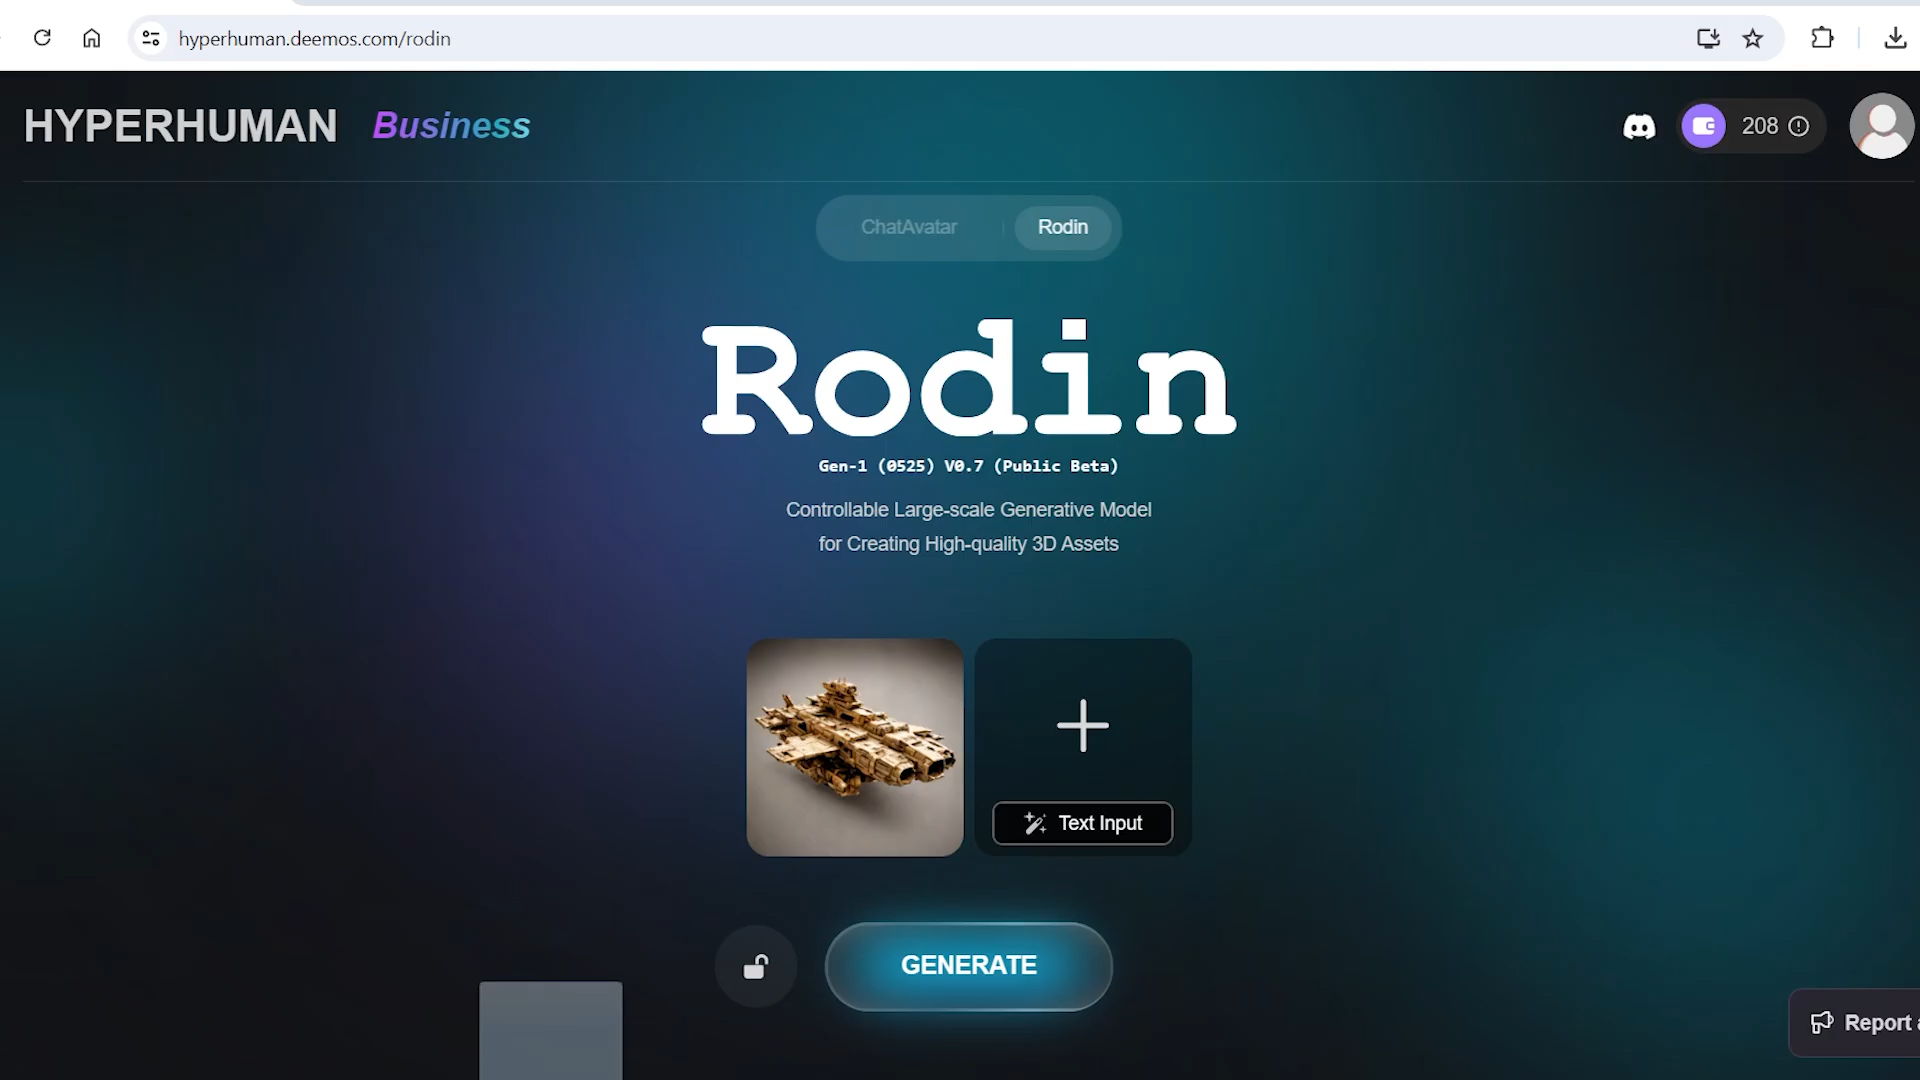 hyperhuman.deemos.com/rodin
HYPERHUMAN Business
208
ChatAvatar Rodin
Rodin
Gen-1 (0525) V0.7 (Public Beta)
Controllable Large-scale Generative Model
for Creating High-quality 3D Assets
Text Input
GENERATE
Report